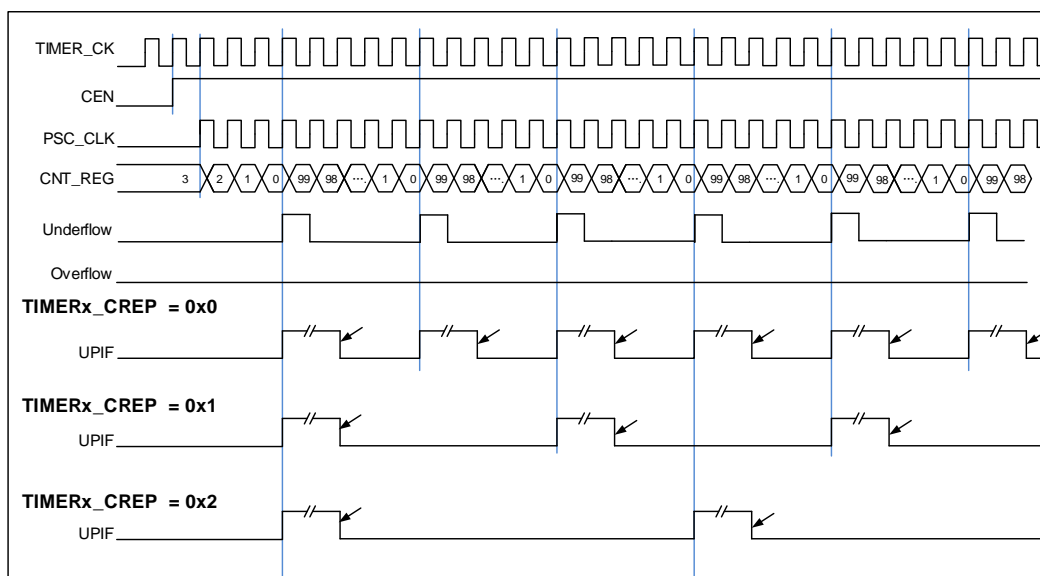 TIMER_CK
CEN
PSC_CLK
CNT_REG 3 2 1 0 99 98 ... 1 0 99 98 .... 1 0 99 98 .... 1 0 99 98 .... 1 0 99 98 .... 1 0 99 98
Underflow
Overflow
TIMERx_CREP = 0x0
UPIF
TIMERx_CREP = 0x1
UPIF
TIMERx_CREP = 0x2
UPIF